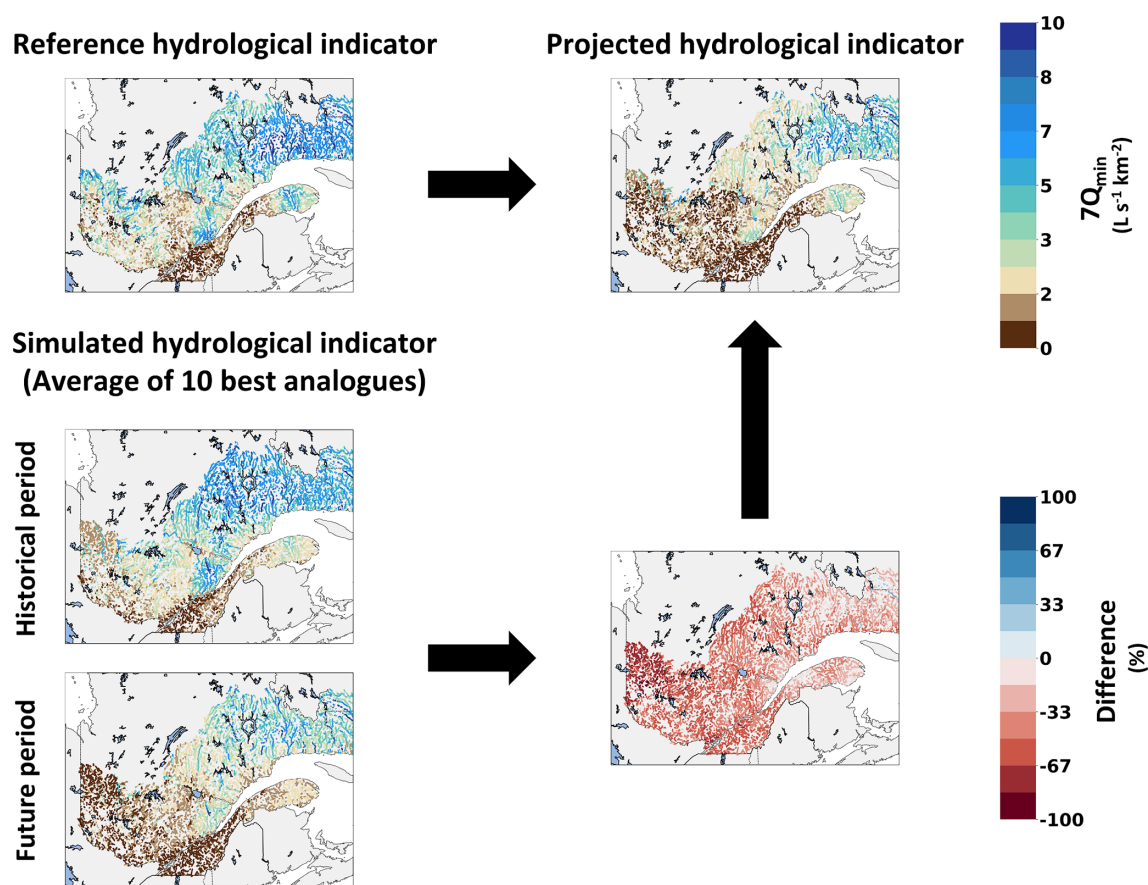 Reference hydrological indicator
Projected hydrological indicator
10
8
7
5
3
2
0
7Qmin
(L s-1 km-2)
Simulated hydrological indicator
(Average of 10 best analogues)
Historical period
Future period
100
67
33
0
-33
-67
-100
Difference
(%)